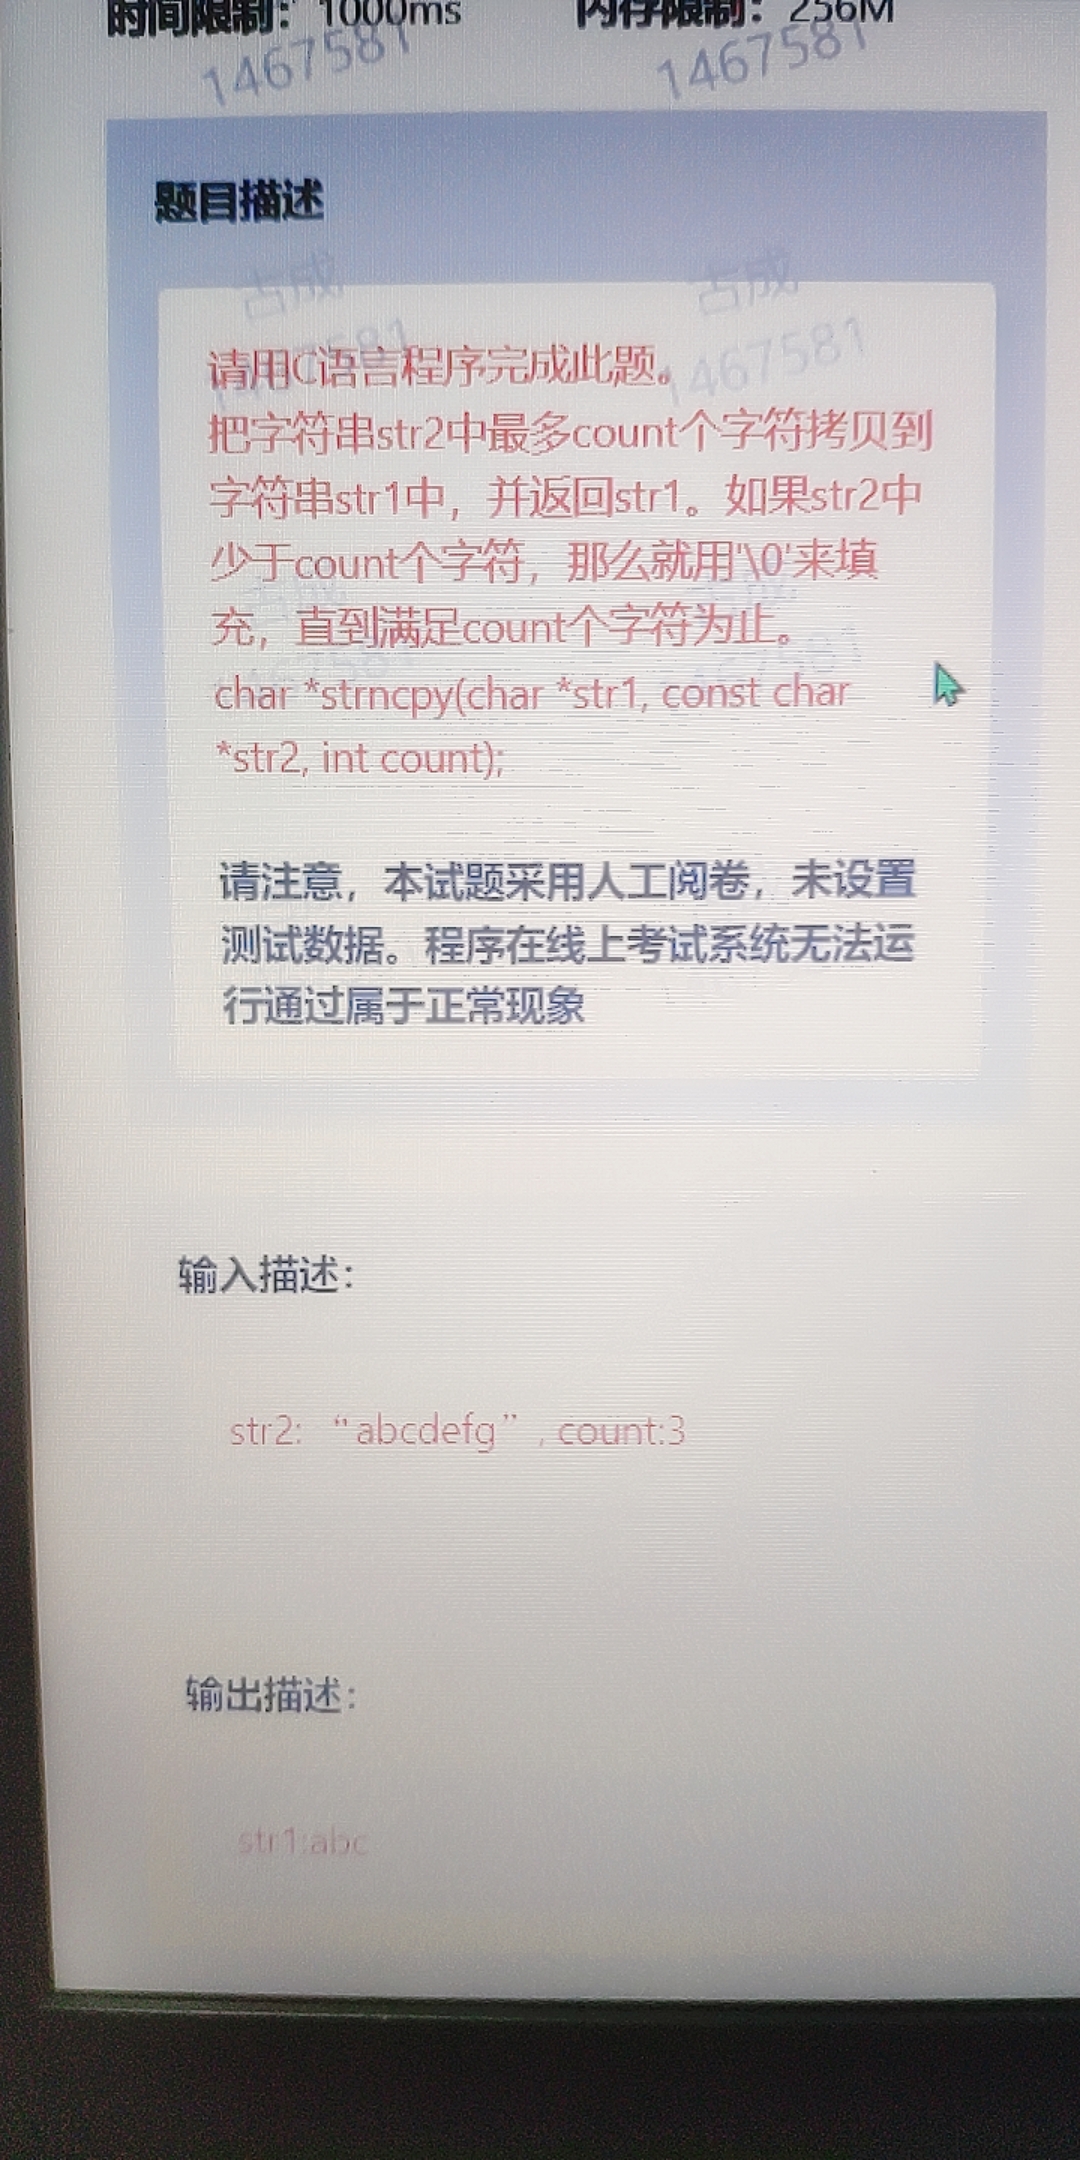 时间限制：1000ms 内存限制：256M
1467581 1467581
题目描述
古成 古成
1467581
请用C语言程序完成此题。
把字符串str2中最多count个字符拷贝到
字符串str1中，并返回str1。如果str2中
少于count个字符，那么就用'\0'来填
充，直到满足count个字符为止。
char *strncpy(char *str1, const char
*str2, int count);
请注意，本试题采用人工阅卷，未设置
测试数据。程序在线上考试系统无法运
行通过属于正常现象
输入描述：
str2: “abcdefg”, count:3
输出描述：
str1:abc